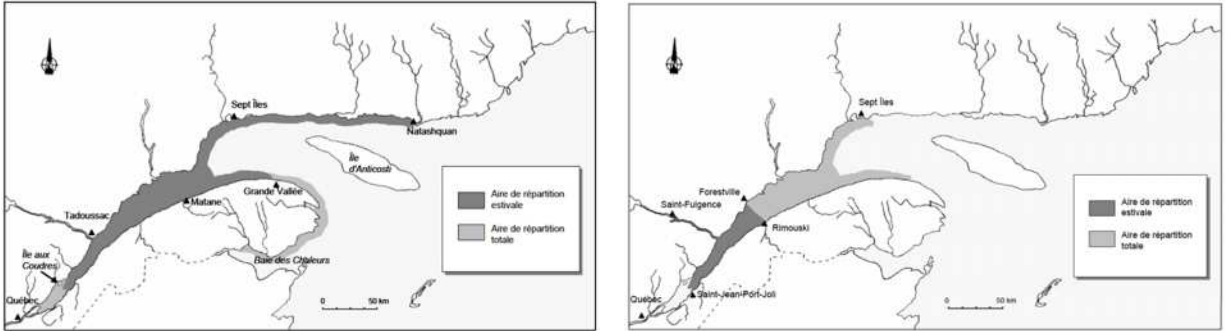 Sept Îles
Natashquan
Île
d'Anticosti
Grande Vallée
Matane
Tadoussac
Île aux
Coudres
Baie des Chaleurs
Québec
0 50 km
Aire de répartition
estivale
Aire de répartition
totale
Sept Îles
Forestville
Saint-Fulgence
Rimouski
Saint-Jean-Port-Joli
Québec
0 50 km
Aire de répartition
estivale
Aire de répartition
totale